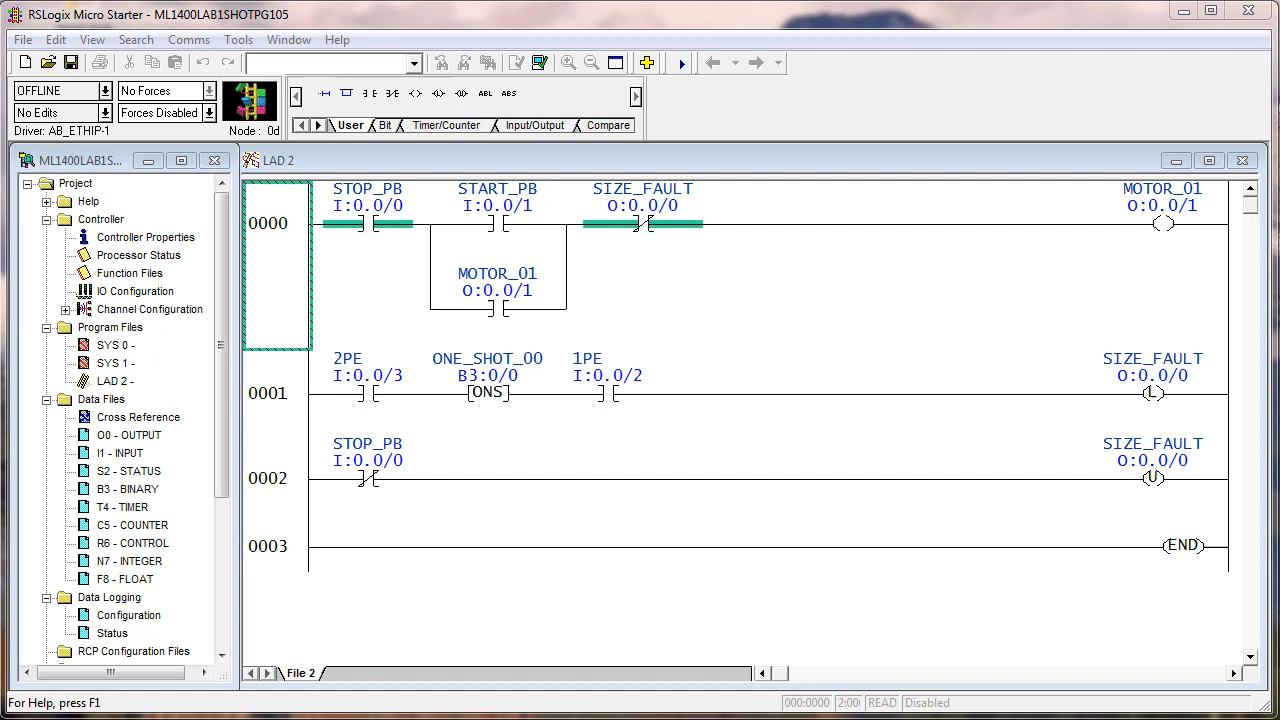 RSLogix Micro Starter - ML1400LAB1SHOTPG105
File Edit View Search Comms Tools Window Help
OFFLINE No Forces
No Edits Forces Disabled
Driver: AB_ETHIP-1 Node : 0d
ABL ABS
User Bit Timer/Counter Input/Output Compare
ML1400LAB1S...
Project
Help
Controller
Controller Properties
Processor Status
Function Files
IO Configuration
Channel Configuration
Program Files
SYS 0 -
SYS 1 -
LAD 2 -
Data Files
Cross Reference
O0 - OUTPUT
I1 - INPUT
S2 - STATUS
B3 - BINARY
T4 - TIMER
C5 - COUNTER
R6 - CONTROL
N7 - INTEGER
F8 - FLOAT
Data Logging
Configuration
Status
RCP Configuration Files
LAD 2
STOP_PB START_PB SIZE_FAULT MOTOR_01
I:0.0/0 I:0.0/1 O:0.0/0 O:0.0/1
0000
MOTOR_01
O:0.0/1
2PE ONE_SHOT_00 1PE SIZE_FAULT
I:0.0/3 B3:0/0 I:0.0/2 O:0.0/0
0001 ONS L
STOP_PB SIZE_FAULT
I:0.0/0 O:0.0/0
0002 U
0003 END
File 2
For Help, press F1 000:0000 2:00 READ Disabled